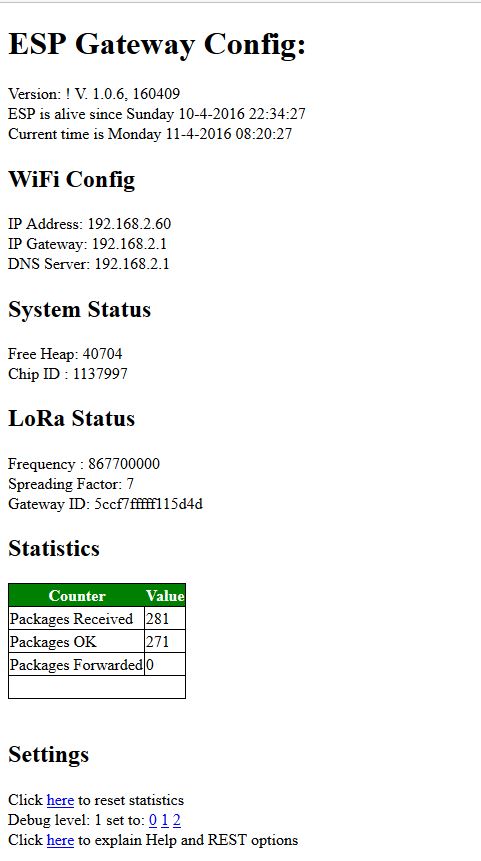 ESP Gateway Config:
Version: ! V. 1.0.6, 160409
ESP is alive since Sunday 10-4-2016 22:34:27
Current time is Monday 11-4-2016 08:20:27
WiFi Config
IP Address: 192.168.2.60
IP Gateway: 192.168.2.1
DNS Server: 192.168.2.1
System Status
Free Heap: 40704
Chip ID : 1137997
LoRa Status
Frequency : 867700000
Spreading Factor: 7
Gateway ID: 5ccf7fffff115d4d
Statistics
Counter Value
Packages Received 281
Packages OK 271
Packages Forwarded 0
Settings
Click here to reset statistics
Debug level: 1 set to: 0 1 2
Click here to explain Help and REST options